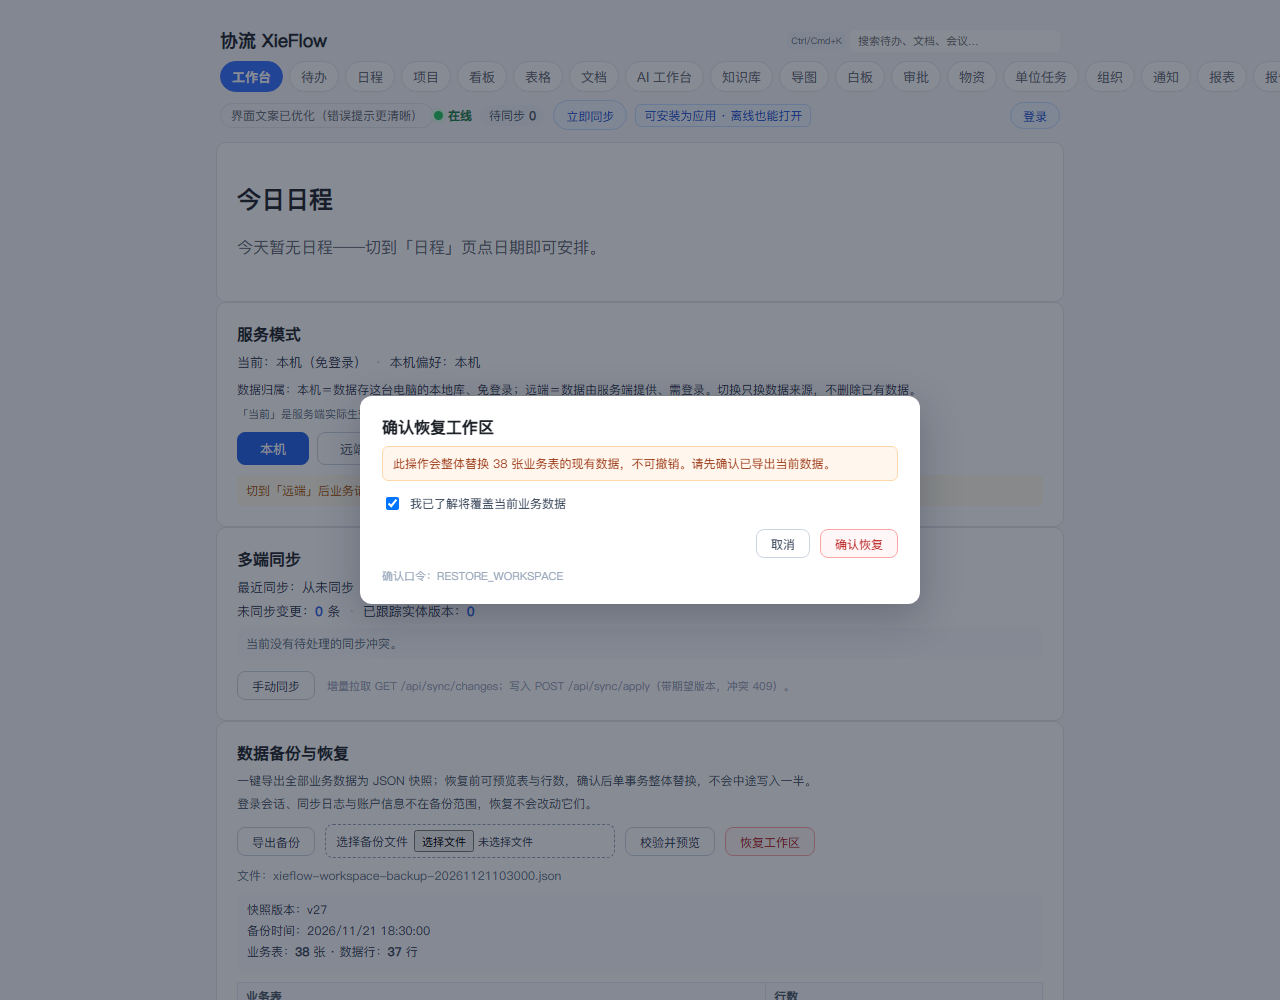 协流 XieFlow
Ctrl/Cmd+K 搜索待办、文档、会议…
工作台 待办 日程 项目 看板 表格 文档 AI 工作台 知识库 导图 白板 审批 物资 单位任务 组织 通知 报表
界面文案已优化（错误提示更清晰） 在线 待同步 0 立即同步 可安装为应用 · 离线也能打开 登录
今日日程
今天暂无日程——切到「日程」页点日期即可安排。
服务模式
当前：本机（免登录） · 本机偏好：本机
数据归属：本机＝数据存这台电脑的本地库、免登录；远端＝数据由服务端提供、需登录。切换只换数据来源，不删除已有数据。
「当前」是服务端实际生
本机 远端
切到「远端」后业务
确认恢复工作区
此操作会整体替换 38 张业务表的现有数据，不可撤销。请先确认已导出当前数据。
我已了解将覆盖当前业务数据
取消 确认恢复
确认口令：RESTORE_WORKSPACE
多端同步
最近同步：从未同步
未同步变更：0 条 · 已跟踪实体版本：0
当前没有待处理的同步冲突。
手动同步 增量拉取 GET /api/sync/changes；写入 POST /api/sync/apply（带期望版本，冲突 409）。
数据备份与恢复
一键导出全部业务数据为 JSON 快照；恢复前可预览表与行数，确认后单事务整体替换，不会中途写入一半。
登录会话、同步日志与账户信息不在备份范围，恢复不会改动它们。
导出备份 选择备份文件 选择文件 未选择文件 校验并预览 恢复工作区
文件：xieflow-workspace-backup-20261121103000.json
快照版本：v27
备份时间：2026/11/21 18:30:00
业务表：38 张 · 数据行：37 行
业务表 行数